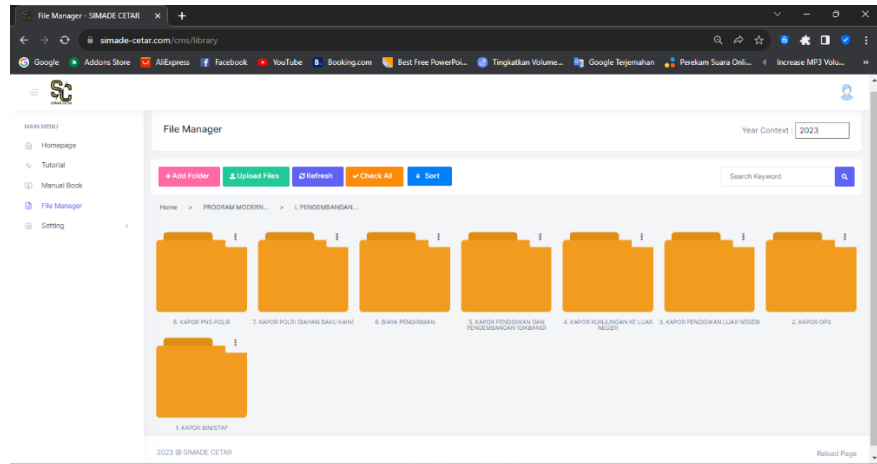 File Manager - SIMADE CETAR
simade-cetar.com/cms/library
Google Addons Store AliExpress Facebook YouTube Booking.com Best Free PowerPoi... Tingkatkan Volume... Google Terjemahan Perekam Suara Onli... Increase MP3 Volu...
SC
MAIN MENU
Homepage
Tutorial
Manual Book
File Manager
Setting
File Manager
Year Context : 2023
+ Add Folder Upload Files Refresh Check All Sort
Search Keyword
Home > PROGRAM MODERN... > 1. PENGEMBANGAN...
8. KAPOR PNS POLRI
7. KAPOR POLRI (BAHAN BAKU KAIN)
6. BIAYA PENGIRIMAN
5. KAPOR PENDIDIKAN DAN
PENGEMBANGAN (DIKBANG)
4. KAPOR KUNJUNGAN KE LUAR
NEGERI
3. KAPOR PENDIDIKAN LUAR NEGERI
2. KAPOR OPS
1. KAPOR BIN/STAF
2023 @ SIMADE CETAR
Reload Page